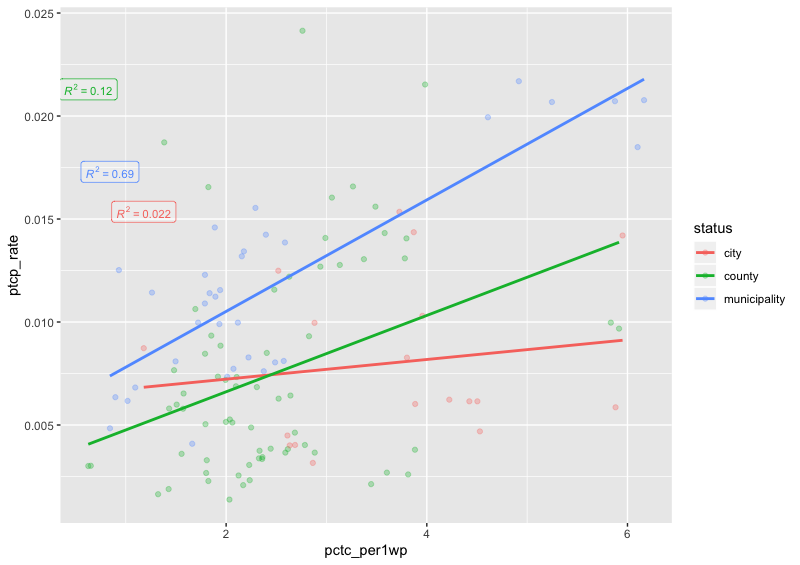 0.025
0.020
0.015
0.010
0.005
ptcp_rate
R² = 0.12
R² = 0.69
R² = 0.022
2
4
6
pctc_per1wp
status
city
county
municipality